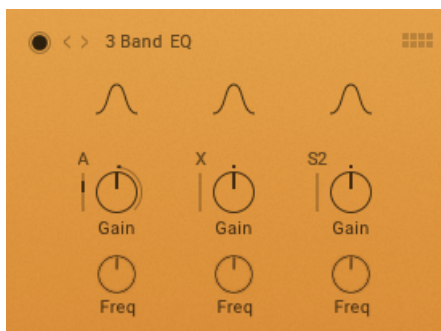 < > 3 Band EQ
A X S2
Gain Gain Gain
Freq Freq Freq